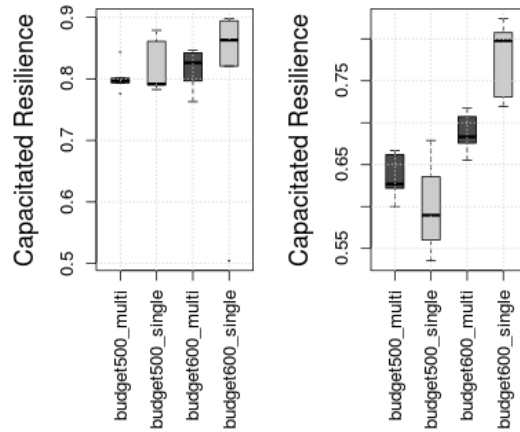 Capacitated Resilience
0.9
0.8
0.7
0.6
0.5
budget500_multi
budget500_single
budget600_multi
budget600_single
Capacitated Resilience
0.75
0.65
0.55
budget500_multi
budget500_single
budget600_multi
budget600_single